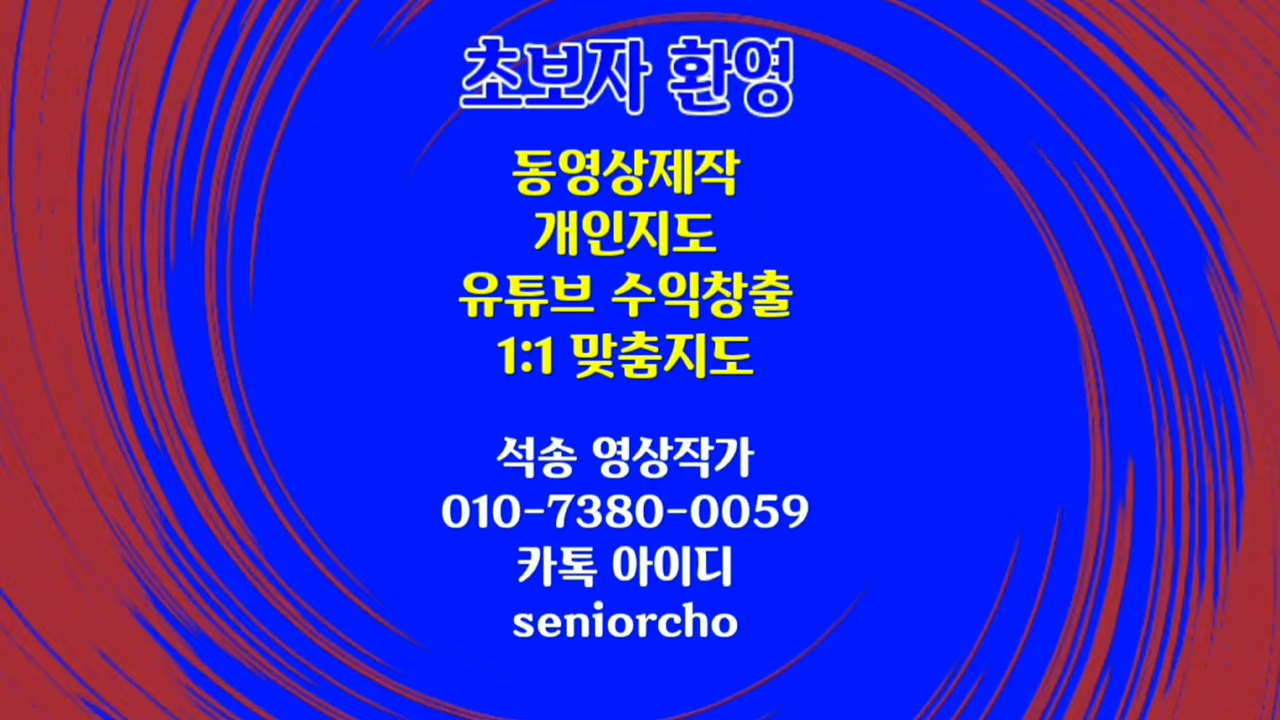 초보자 환영
동영상제작
개인지도
유튜브 수익창출
1:1 맞춤지도
석송 영상작가
010-7380-0059
카톡 아이디
seniorcho